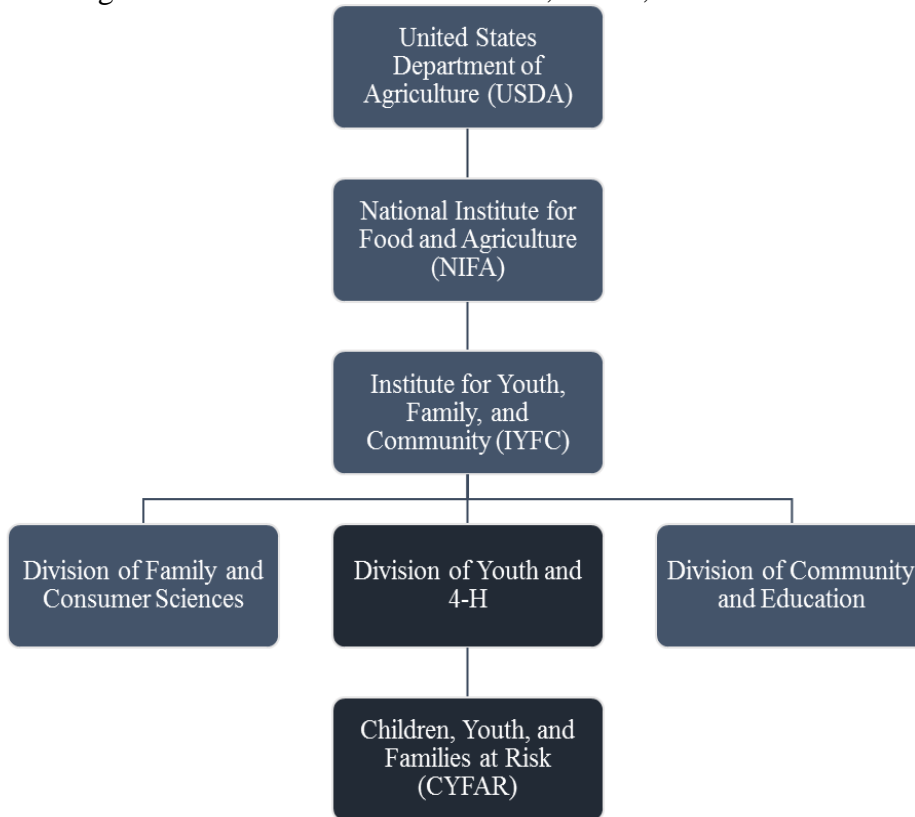 United States
Department of
Agriculture (USDA)
National Institute for
Food and Agriculture
(NIFA)
Institute for Youth,
Family, and
Community (IYFC)
Division of Family and
Consumer Sciences
Division of Youth and
4-H
Division of Community
and Education
Children, Youth, and
Families at Risk
(CYFAR)